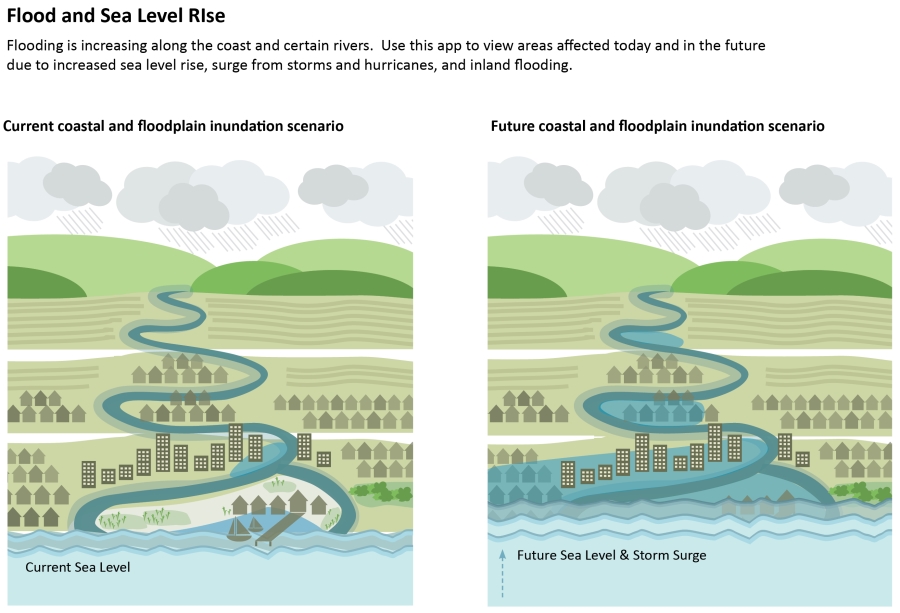 Flood and Sea Level RIse
Flooding is increasing along the coast and certain rivers.  Use this app to view areas affected today and in the future
due to increased sea level rise, surge from storms and hurricanes, and inland flooding.
Current coastal and floodplain inundation scenario
Future coastal and floodplain inundation scenario
Current Sea Level
Future Sea Level & Storm Surge